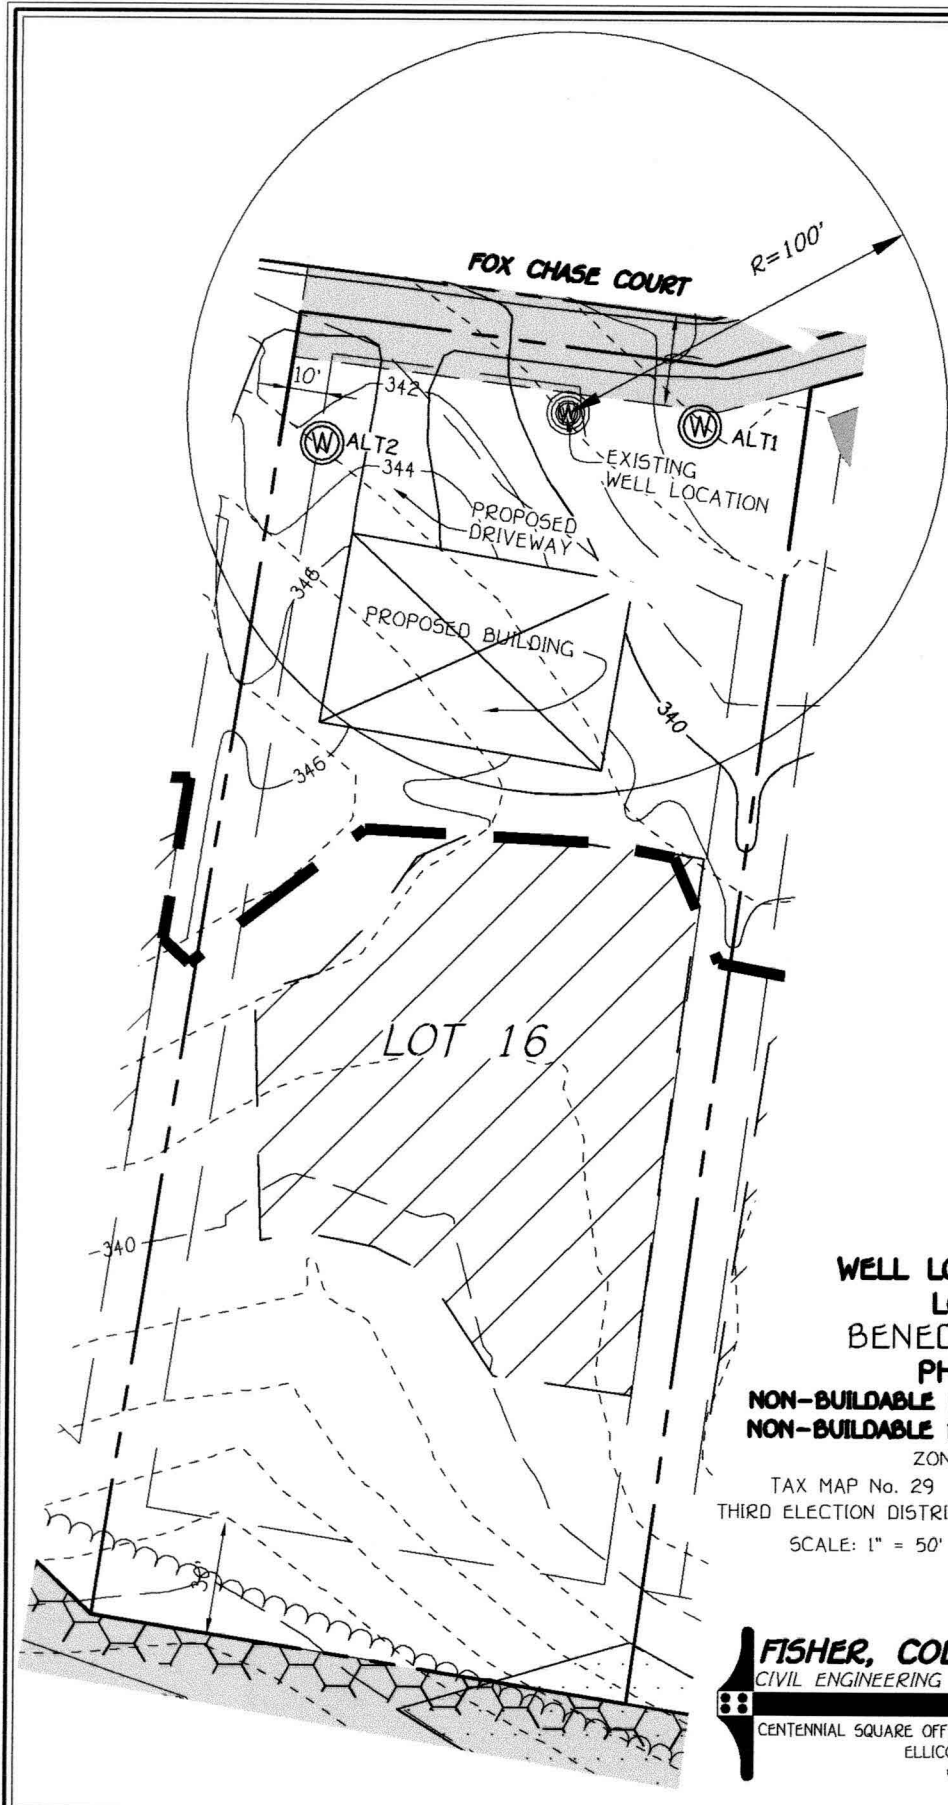 R=100'
FOX CHASE COURT
10'
342
W
ALT2
W
W
ALT1
344
EXISTING
WELL LOCATION
PROPOSED
DRIVEWAY
346
PROPOSED BUILDING
340
346
LOT 16
340
WELL LO
BENED
PH
NON-BUILDABLE
NON-BUILDABLE
ZON
TAX MAP No. 29
THIRD ELECTION DISTRI
SCALE: 1" = 50'
FISHER, COL
CIVIL ENGINEERING
CENTENNIAL SQUARE OFF
ELLICO